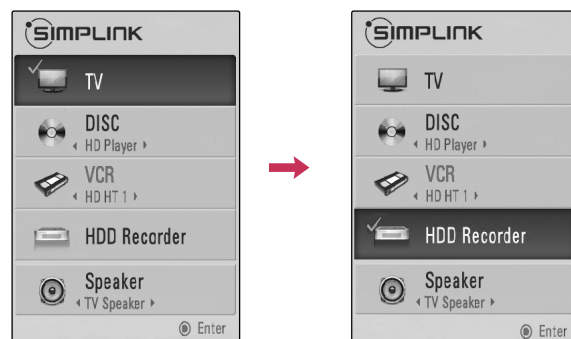 SIMPLINK
TV
DISC
◄ HD Player ►
VCR
◄ HD HT 1 ►
HDD Recorder
Speaker
◄ TV Speaker ►
◉ Enter
SIMPLINK
TV
DISC
◄ HD Player ►
VCR
◄ HD HT 1 ►
HDD Recorder
Speaker
◄ TV Speaker ►
◉ Enter